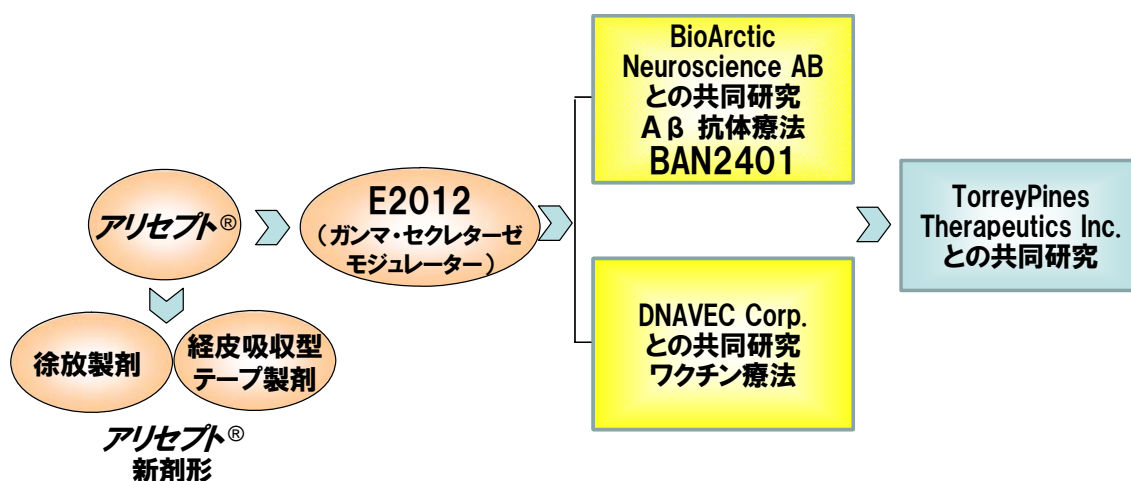 アリセプト®
E2012
（ガンマ・セクレターゼ
モジュレーター）
BioArctic
Neuroscience AB
との共同研究
Aβ 抗体療法
BAN2401
DNAVEC Corp.
との共同研究
ワクチン療法
TorreyPines
Therapeutics Inc.
との共同研究
徐放製剤
経皮吸収型
テープ製剤
アリセプト®
新剤形